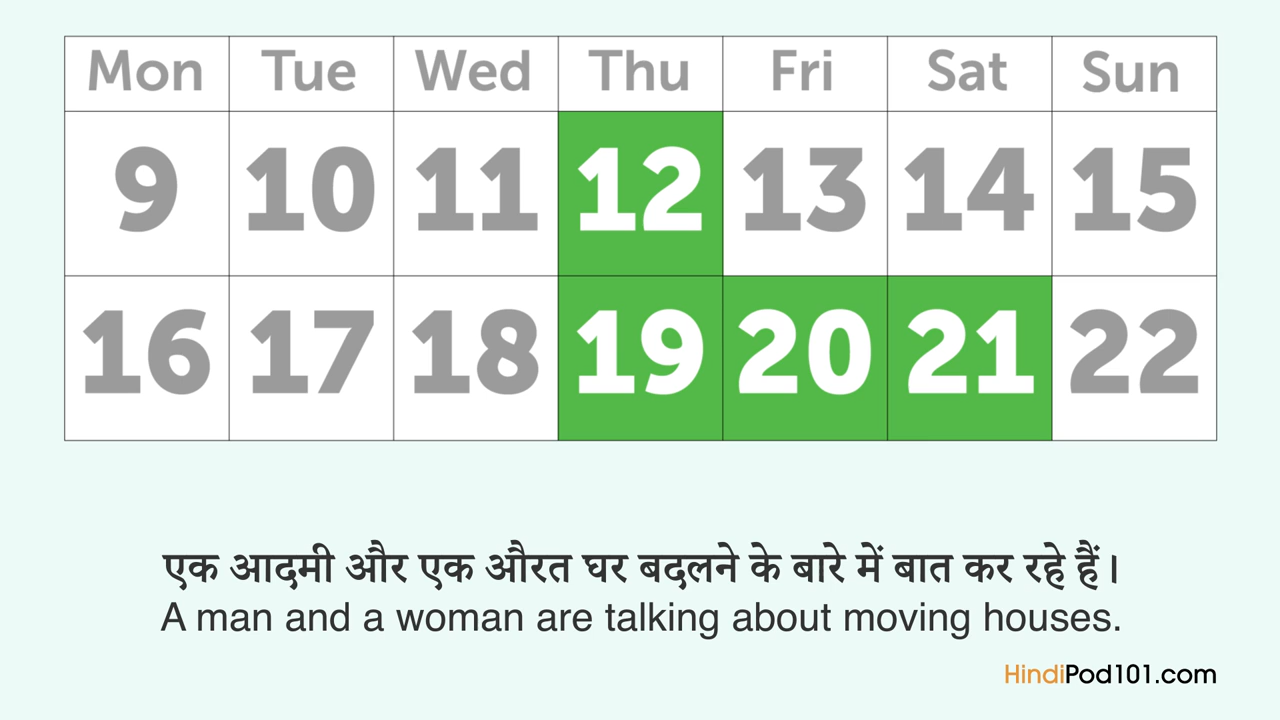 Mon Tue Wed Thu Fri Sat Sun
9 10 11 12 13 14 15
16 17 18 19 20 21 22
एक आदमी और एक औरत घर बदलने के बारे में बात कर रहे हैं।
A man and a woman are talking about moving houses.
HindiPod101.com